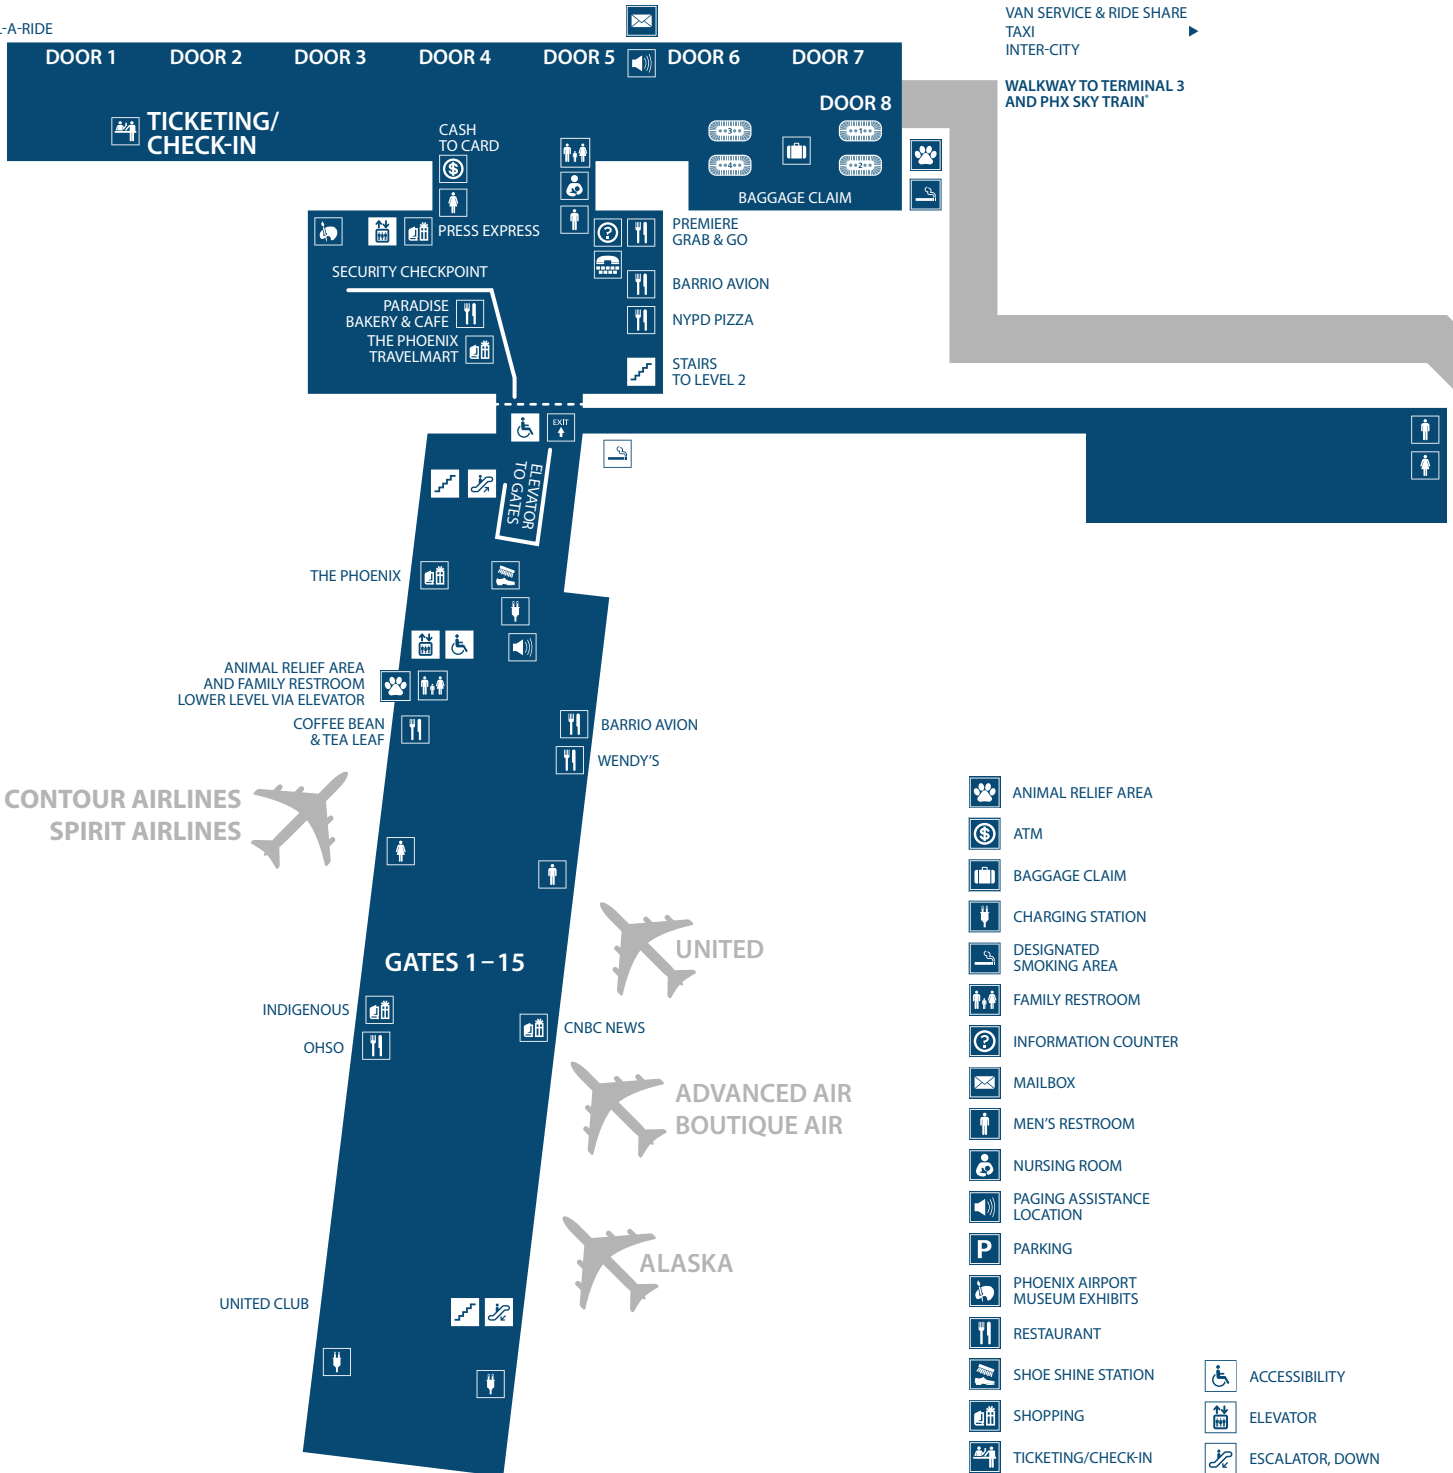 L-A-RIDE
VAN SERVICE & RIDE SHARE
TAXI
INTER-CITY
WALKWAY TO TERMINAL 3
AND PHX SKY TRAIN®
DOOR 1
DOOR 2
DOOR 3
DOOR 4
DOOR 5
DOOR 6
DOOR 7
DOOR 8
TICKETING/
CHECK-IN
CASH
TO CARD
3
1
4
2
BAGGAGE CLAIM
PRESS EXPRESS
PREMIERE
GRAB & GO
SECURITY CHECKPOINT
BARRIO AVION
PARADISE
BAKERY & CAFE
NYPD PIZZA
THE PHOENIX
TRAVELMART
STAIRS
TO LEVEL 2
EXIT
ELEVATOR
TO GATES
THE PHOENIX
ANIMAL RELIEF AREA
AND FAMILY RESTROOM
LOWER LEVEL VIA ELEVATOR
COFFEE BEAN
& TEA LEAF
BARRIO AVION
WENDY'S
CONTOUR AIRLINES
SPIRIT AIRLINES
UNITED
GATES 1–15
INDIGENOUS
CNBC NEWS
OHSO
ADVANCED AIR
BOUTIQUE AIR
ALASKA
UNITED CLUB
ANIMAL RELIEF AREA
ATM
BAGGAGE CLAIM
CHARGING STATION
DESIGNATED
SMOKING AREA
FAMILY RESTROOM
INFORMATION COUNTER
MAILBOX
MEN'S RESTROOM
NURSING ROOM
PAGING ASSISTANCE
LOCATION
P
PARKING
PHOENIX AIRPORT
MUSEUM EXHIBITS
RESTAURANT
SHOE SHINE STATION
SHOPPING
TICKETING/CHECK-IN
ACCESSIBILITY
ELEVATOR
ESCALATOR, DOWN